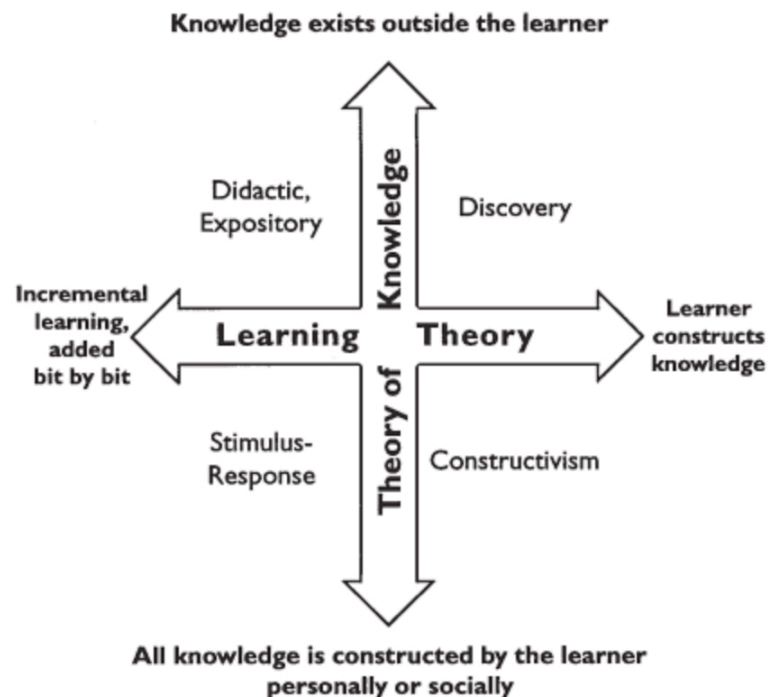 Knowledge exists outside the learner
Didactic,
Expository
Discovery
Incremental
learning,
added
bit by bit
Learning Theory
Learner
constructs
knowledge
Theory of Knowledge
Stimulus-
Response
Constructivism
All knowledge is constructed by the learner
personally or socially